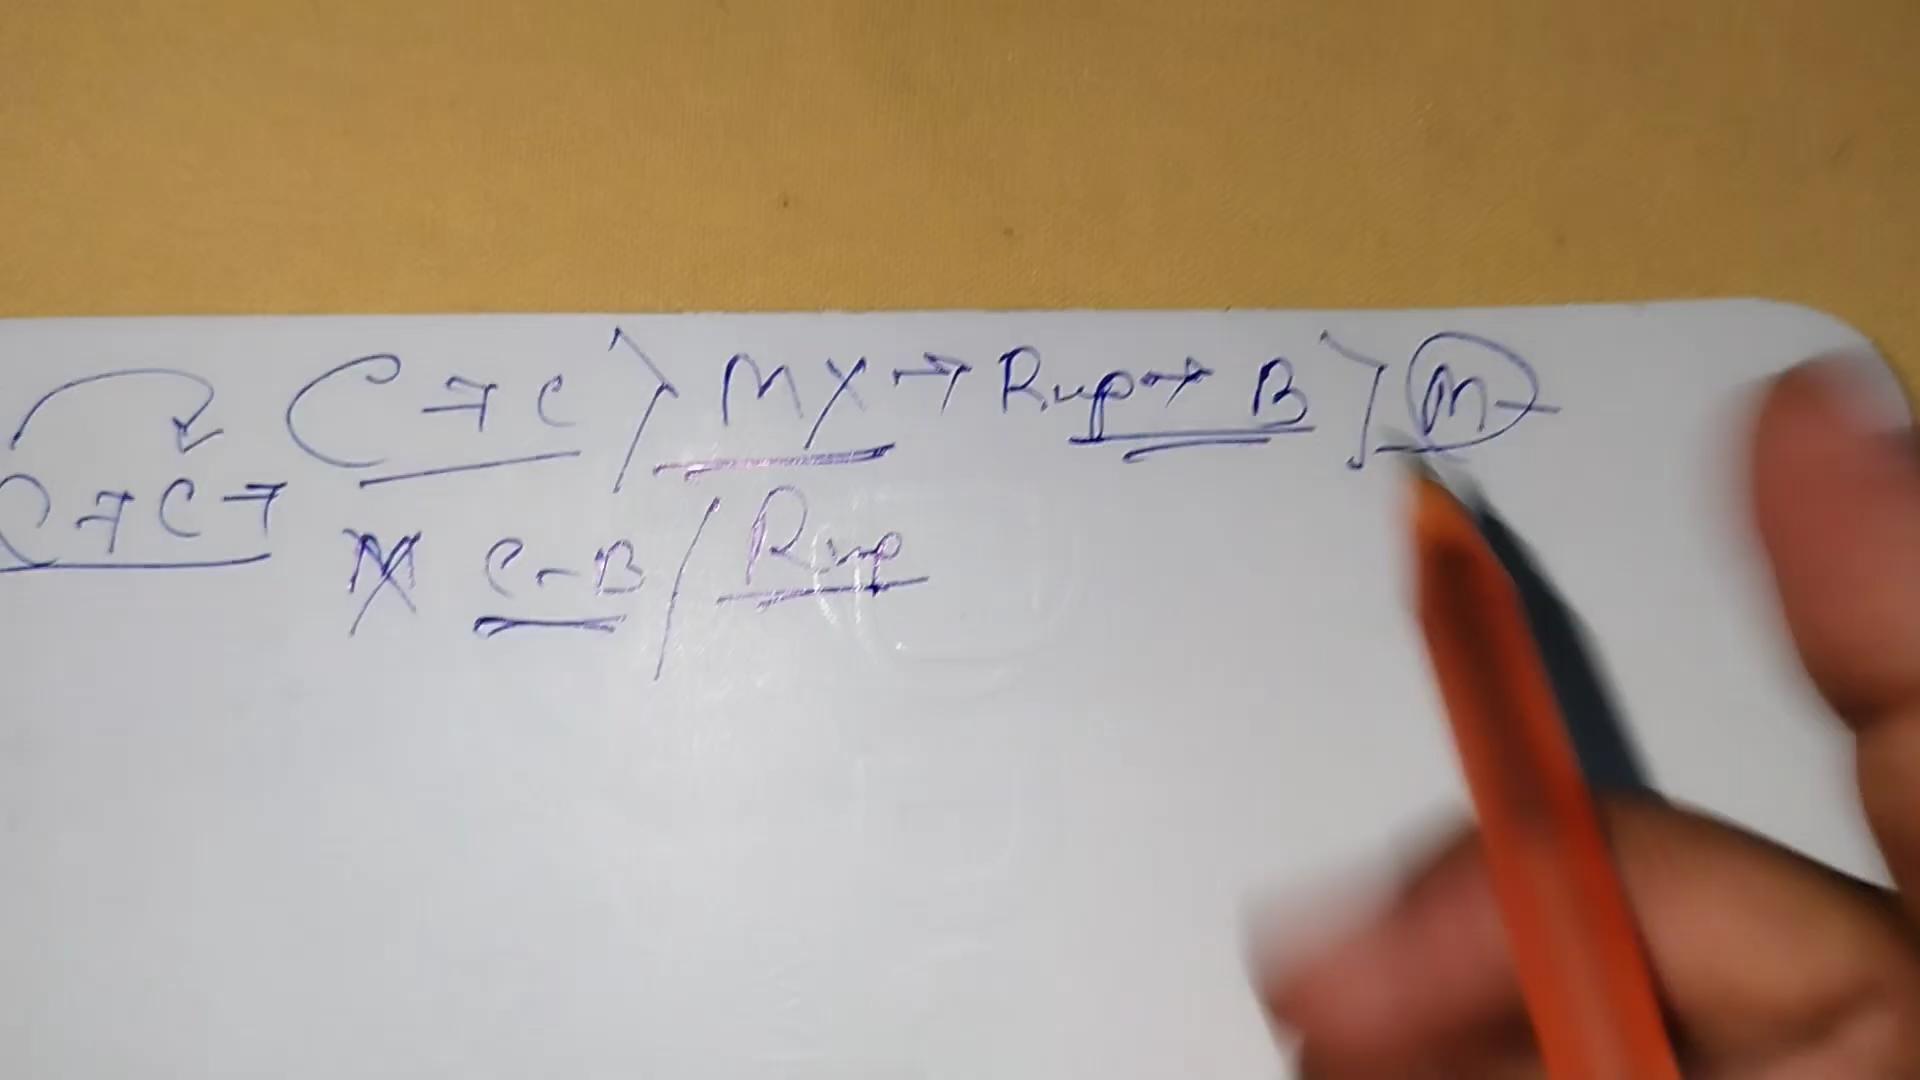 C → C > MX → Rup → B > M
C → C → M C - B / Rup